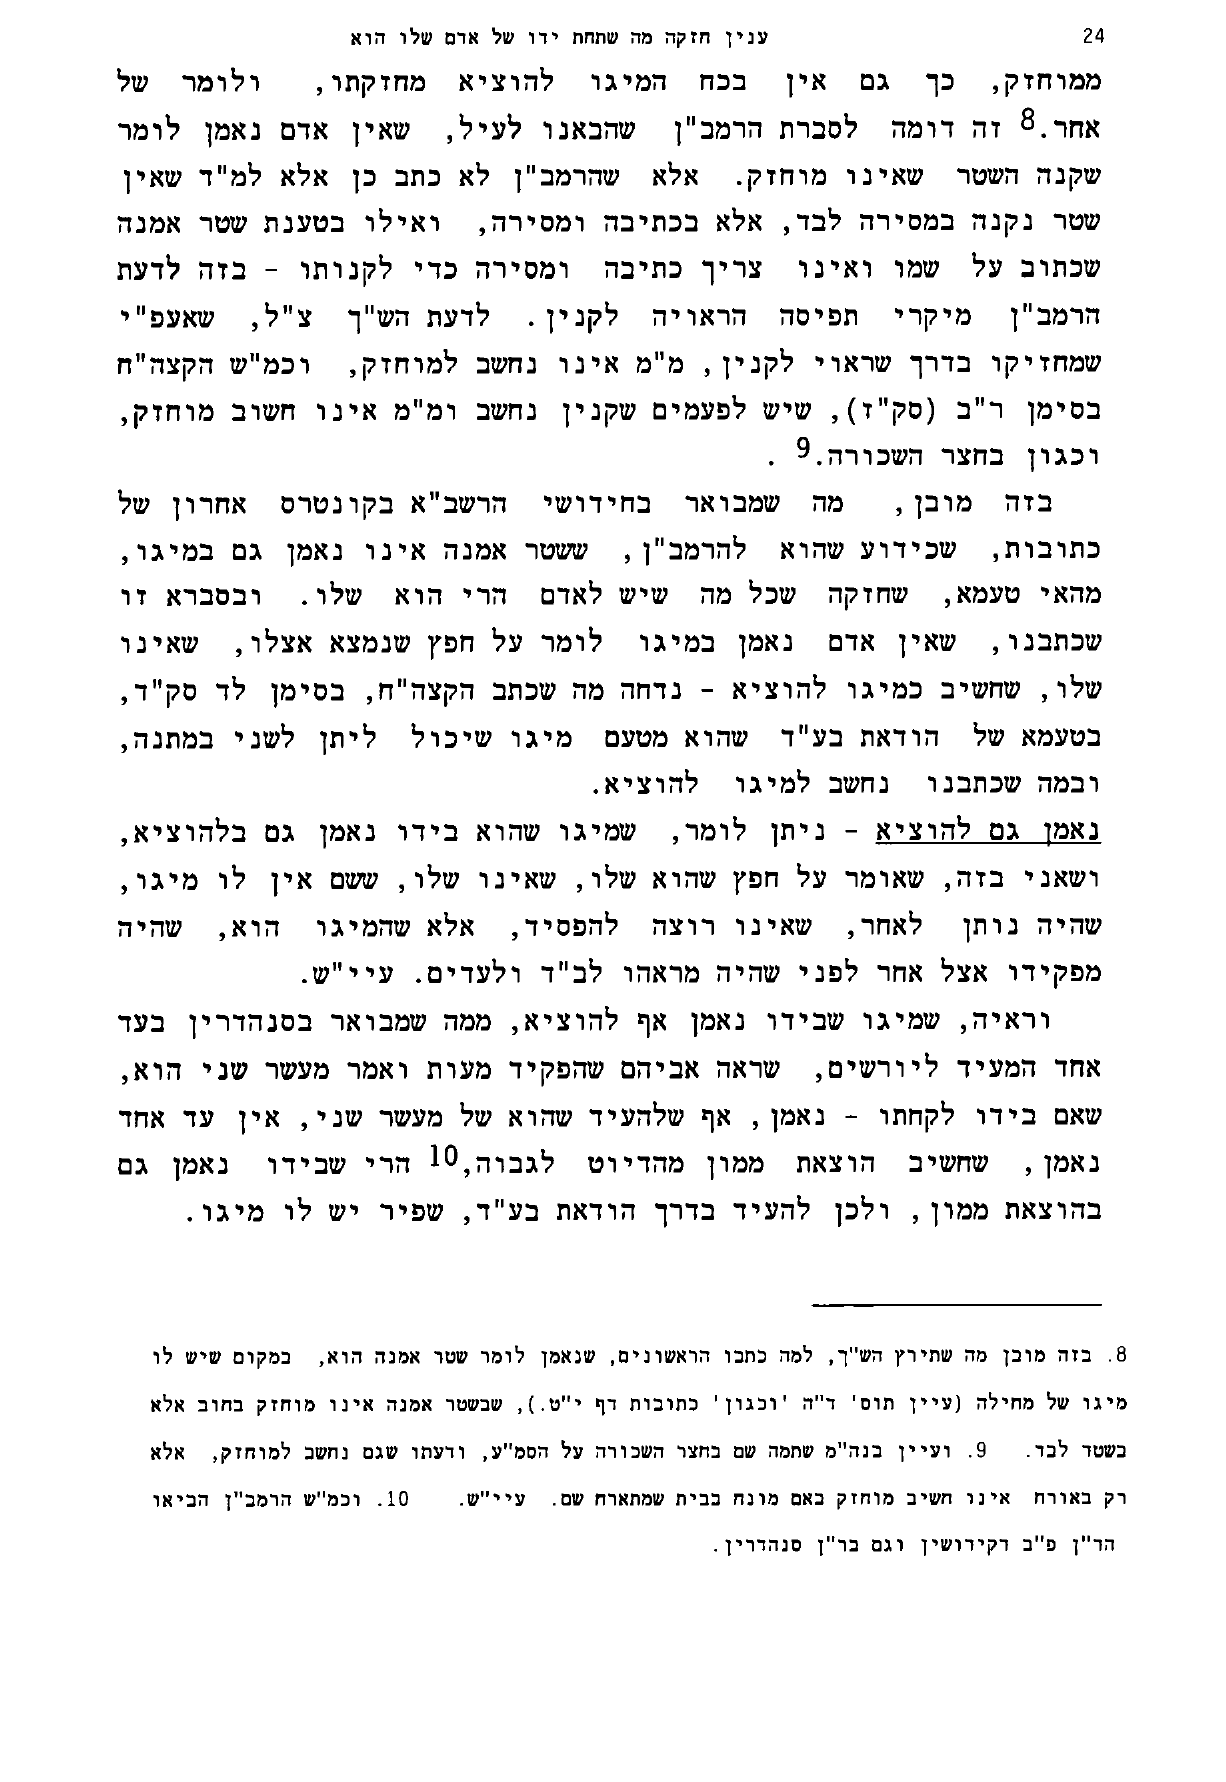 24 ענין חזקה מה שתחת ידו של אדם שלו הוא
ממוחזק, כך גם אין בכח המיגו להוציא מחזקתו, ולומר של
אחר.8 זה דומה לסברת הרמב"ן שהבאנו לעיל, שאין אדם נאמן לומר
שקנה השטר שאינו מוחזק. אלא שהרמב"ן לא כתב כן אלא למ"ד שאין
שטר נקנה במסירה לבד, אלא בכתיבה ומסירה, ואילו בטענת שטר אמנה
שכתוב על שמו ואינו צריך כתיבה ומסירה כדי לקנותו - בזה לדעת
הרמב"ן מיקרי תפיסה הראויה לקנין. לדעת הש"ך צ"ל, שאעפ"י
שמחזיקו בדרך שראוי לקנין, מ"מ אינו נחשב למוחזק, וכמ"ש הקצה"ח
בסימן ר"ב (סק"ז), שיש לפעמים שקנין נחשב ומ"מ אינו חשוב מוחזק,
וכגון בחצר השכורה.9 .
בזה מובן, מה שמבואר בחידושי הרשב"א בקונטרס אחרון של
כתובות, שכידוע שהוא להרמב"ן, ששטר אמנה אינו נאמן גם במיגו,
מהאי טעמא, שחזקה שכל מה שיש לאדם הרי הוא שלו. ובסברא זו
שכתבנו, שאין אדם נאמן במיגו לומר על חפץ שנמצא אצלו, שאינו
שלו, שחשיב כמיגו להוציא - נדחה מה שכתב הקצה"ח, בסימן לד סק"ד,
בטעמא של הודאת בע"ד שהוא מטעם מיגו שיכול ליתן לשני במתנה,
ובמה שכתבנו נחשב למיגו להוציא.
נאמן גם להוציא - ניתן לומר, שמיגו שהוא בידו נאמן גם בלהוציא,
ושאני בזה, שאומר על חפץ שהוא שלו, שאינו שלו, ששם אין לו מיגו,
שהיה נותן לאחר, שאינו רוצה להפסיד, אלא שהמיגו הוא, שהיה
מפקידו אצל אחר לפני שהיה מראהו לב"ד ולעדים. עיי"ש.
וראיה, שמיגו שבידו נאמן אף להוציא, ממה שמבואר בסנהדרין בעד
אחד המעיד ליורשים, שראה אביהם שהפקיד מעות ואמר מעשר שני הוא,
שאם בידו לקחתו - נאמן, אף שלהעיד שהוא של מעשר שני, אין עד אחד
נאמן, שחשיב הוצאת ממון מהדיוט לגבוה,10 הרי שבידו נאמן גם
בהוצאת ממון, ולכן להעיד בדרך הודאת בע"ד, שפיר יש לו מיגו.
8. בזה מובן מה שתירוץ הש"ך, למה כתבו הראשונים, שנאמן לומר שטר אמנה הוא, במקום שיש לו
מיגו של מחילה (עיין תוס' ד"ה 'וכגון' כתובות דף י"ט.), שבשטר אמנה אינו מוחזק בחוב אלא
בשטר לבד. 9. ועיין בנה"מ שתמה שם בחצר השכורה על הסמ"ע, ודעתו שגם נחשב למוחזק, אלא
רק באורח אינו חשיב מוחזק באם מונח בבית שמתארח שם. עיי"ש. 10. וכמ"ש הרמב"ן הביאו
הר"ן פ"ב דקידושין וגם בר"ן סנהדרין.